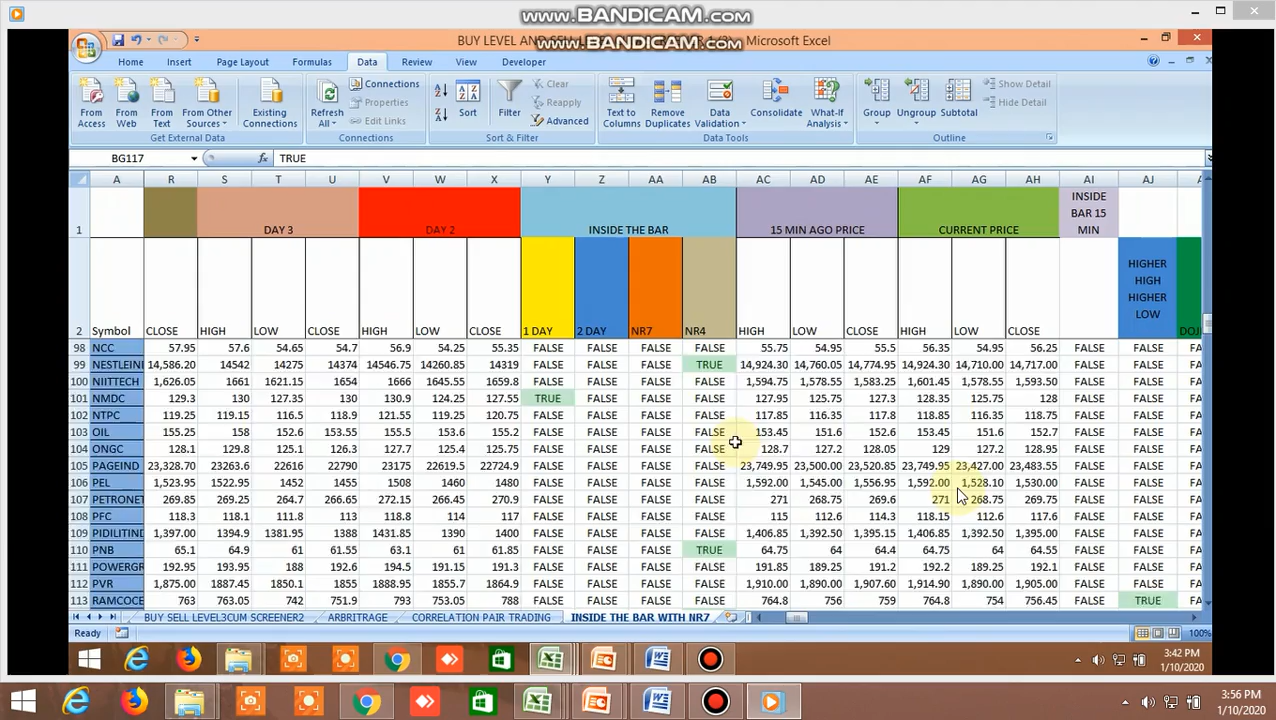 www.BANDICAM.com
BUY LEVEL AND SELL
www.BANDICAM.com
Microsoft Excel
Home Insert Page Layout Formulas Data Review View Developer
From Access
From Web
From Text
From Other Sources
Existing Connections
Refresh All
Connections
Properties
Edit Links
Sort
Filter
Clear
Reapply
Advanced
Text to Columns
Remove Duplicates
Data Validation
Consolidate
What-If Analysis
Group
Ungroup
Subtotal
Show Detail
Hide Detail
Get External Data Connections Sort & Filter Data Tools Outline
BG117 fx TRUE
A R S T U V W X Y Z AA AB AC AD AE AF AG AH AI AJ
1 DAY 3 DAY 2 INSIDE THE BAR 15 MIN AGO PRICE CURRENT PRICE INSIDE BAR 15 MIN
HIGHER HIGH HIGHER LOW
2 Symbol CLOSE HIGH LOW CLOSE HIGH LOW CLOSE 1 DAY 2 DAY NR7 NR4 HIGH LOW CLOSE HIGH LOW CLOSE DOJI
98 NCC 57.95 57.6 54.65 54.7 56.9 54.25 55.35 FALSE FALSE FALSE FALSE 55.75 54.95 55.5 56.35 54.95 56.25 FALSE FALSE FA
99 NESTLEIN 14,586.20 14542 14275 14374 14546.75 14260.85 14319 FALSE FALSE FALSE TRUE 14,924.30 14,760.05 14,774.95 14,924.30 14,710.00 14,717.00 FALSE FALSE FA
100 NIITTECH 1,626.05 1661 1621.15 1654 1666 1645.55 1659.8 FALSE FALSE FALSE FALSE 1,594.75 1,578.55 1,583.25 1,601.45 1,578.55 1,593.50 FALSE FALSE FA
101 NMDC 129.3 130 127.35 130 130.9 124.25 127.55 TRUE FALSE FALSE FALSE 127.95 125.75 127.3 128.35 125.75 128 FALSE FALSE FA
102 NTPC 119.25 119.15 116.5 118.9 121.55 119.25 120.75 FALSE FALSE FALSE FALSE 117.85 116.35 117.8 118.85 116.35 118.75 FALSE FALSE FA
103 OIL 155.25 158 152.6 153.55 155.5 153.6 155.2 FALSE FALSE FALSE FALSE 153.45 151.6 152.6 153.45 151.6 152.7 FALSE FALSE FA
104 ONGC 128.1 129.8 125.1 126.3 127.7 125.4 125.75 FALSE FALSE FALSE FALSE 128.7 127.2 128.05 129 127.2 128.95 FALSE FALSE FA
105 PAGEIND 23,328.70 23263.6 22616 22790 23175 22619.5 22724.9 FALSE FALSE FALSE FALSE 23,749.95 23,500.00 23,520.85 23,749.95 23,427.00 23,483.55 FALSE FALSE FA
106 PEL 1,523.95 1522.95 1452 1455 1508 1460 1480 FALSE FALSE FALSE FALSE 1,592.00 1,545.00 1,556.95 1,592.00 1,528.10 1,530.00 FALSE FALSE FA
107 PETRONET 269.85 269.25 264.7 266.65 272.15 266.45 270.9 FALSE FALSE FALSE FALSE 271 268.75 269.6 271 268.75 269.75 FALSE FALSE FA
108 PFC 118.3 118.1 111.8 113 118.8 114 117 FALSE FALSE FALSE FALSE 115 112.6 114.3 118.15 112.6 117.6 FALSE FALSE FA
109 PIDILITIND 1,397.00 1394.9 1381.95 1388 1431.85 1390 1400 FALSE FALSE FALSE FALSE 1,406.85 1,392.50 1,395.15 1,406.85 1,392.50 1,395.00 FALSE FALSE FA
110 PNB 65.1 64.9 61 61.55 63.1 61 61.85 FALSE FALSE FALSE TRUE 64.75 64 64.4 64.75 64 64.55 FALSE FALSE FA
111 POWERGR 192.95 193.95 188 192.6 194.5 191.15 191.3 FALSE FALSE FALSE FALSE 191.85 189.25 191.2 192.2 189.25 192.1 FALSE FALSE FA
112 PVR 1,875.00 1887.45 1850.1 1855 1888.95 1855.7 1864.9 FALSE FALSE FALSE FALSE 1,910.00 1,890.00 1,907.60 1,914.90 1,890.00 1,905.00 FALSE FALSE FA
113 RAMCOCE 763 763.05 742 751.9 793 753.05 788 FALSE FALSE FALSE FALSE 764.8 756 759 764.8 754 756.45 FALSE TRUE FA
BUY SELL LEVEL3CUM SCREENER2 ARBRITRAGE CORRELATION PAIR TRADING INSIDE THE BAR WITH NR7
Ready 100%
3:42 PM
1/10/2020
3:56 PM
1/10/2020